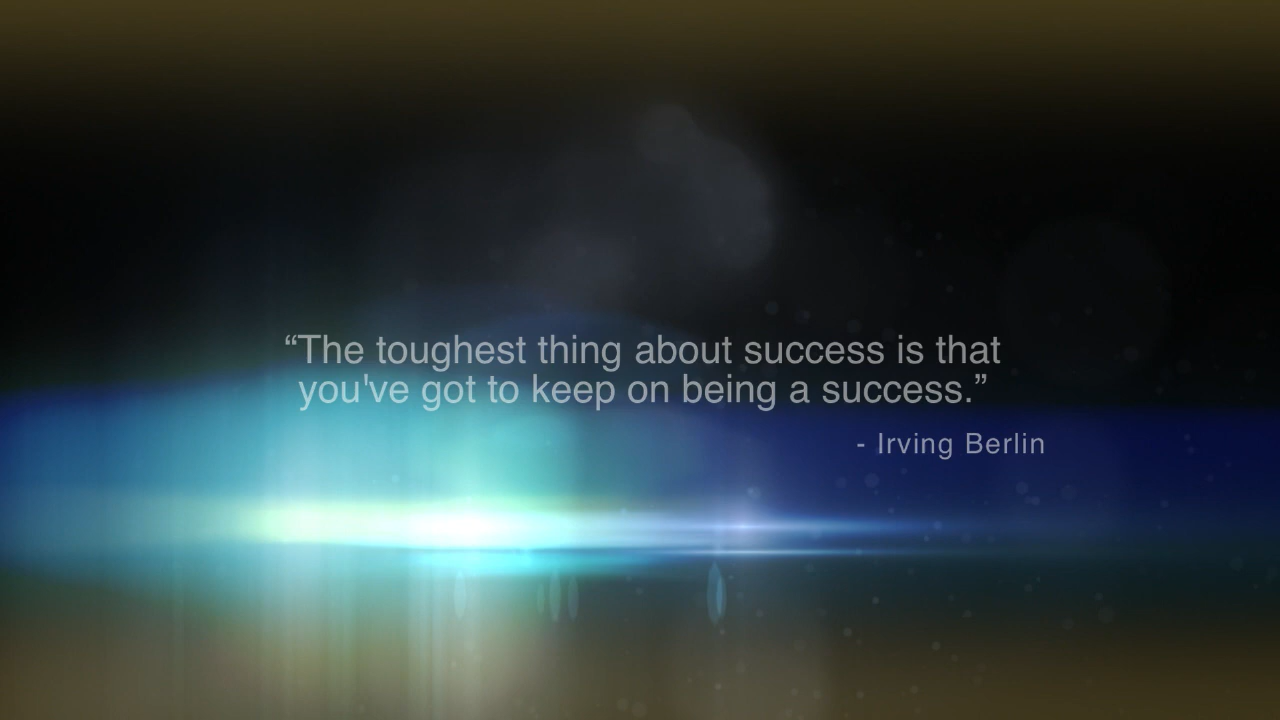 “The toughest thing about success is that
you've got to keep on being a success.”
- Irving Berlin